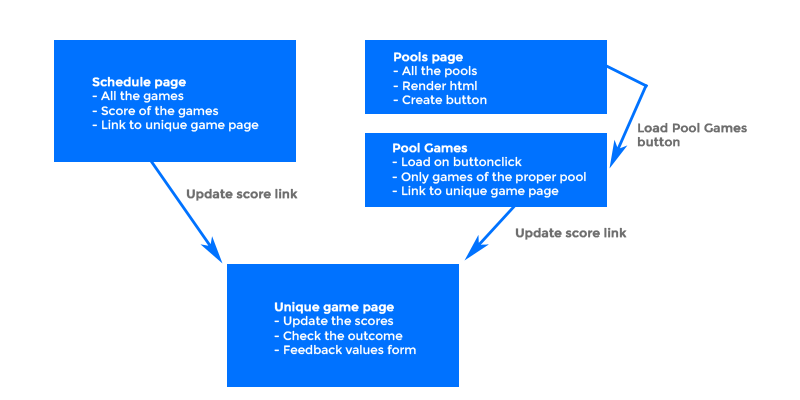 Schedule page
- All the games
- Score of the games
- Link to unique game page
Pools page
- All the pools
- Render html
- Create button
Load Pool Games
button
Pool Games
- Load on buttonclick
- Only games of the proper pool
- Link to unique game page
Update score link
Update score link
Unique game page
- Update the scores
- Check the outcome
- Feedback values form